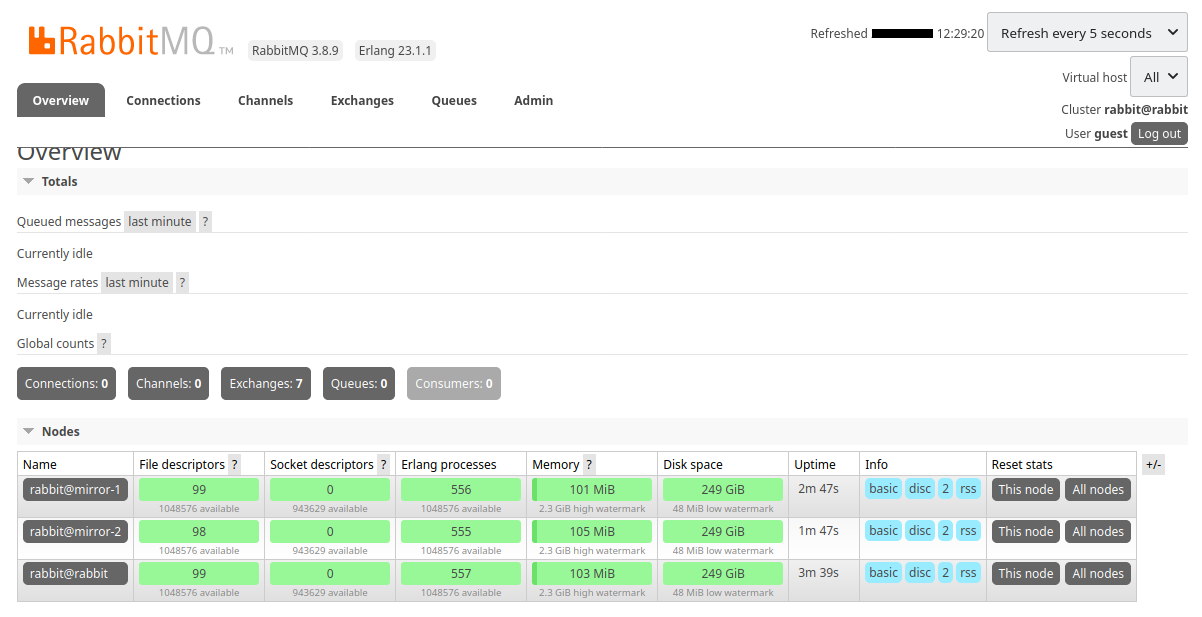 RabbitMQ TM RabbitMQ 3.8.9 Erlang 23.1.1
Refreshed 12:29:20 Refresh every 5 seconds
Virtual host All
Cluster rabbit@rabbit
User guest Log out
Overview Connections Channels Exchanges Queues Admin
Overview
Totals
Queued messages last minute ?
Currently idle
Message rates last minute ?
Currently idle
Global counts ?
Connections: 0 Channels: 0 Exchanges: 7 Queues: 0 Consumers: 0
Nodes
Name File descriptors ? Socket descriptors ? Erlang processes Memory ? Disk space Uptime Info Reset stats +/-
rabbit@mirror-1 99 0 556 101 MiB 249 GiB 2m 47s basic disc 2 rss This node All nodes
1048576 available 943629 available 1048576 available 2.3 GiB high watermark 48 MiB low watermark
rabbit@mirror-2 98 0 555 105 MiB 249 GiB 1m 47s basic disc 2 rss This node All nodes
1048576 available 943629 available 1048576 available 2.3 GiB high watermark 48 MiB low watermark
rabbit@rabbit 99 0 557 103 MiB 249 GiB 3m 39s basic disc 2 rss This node All nodes
1048576 available 943629 available 1048576 available 2.3 GiB high watermark 48 MiB low watermark